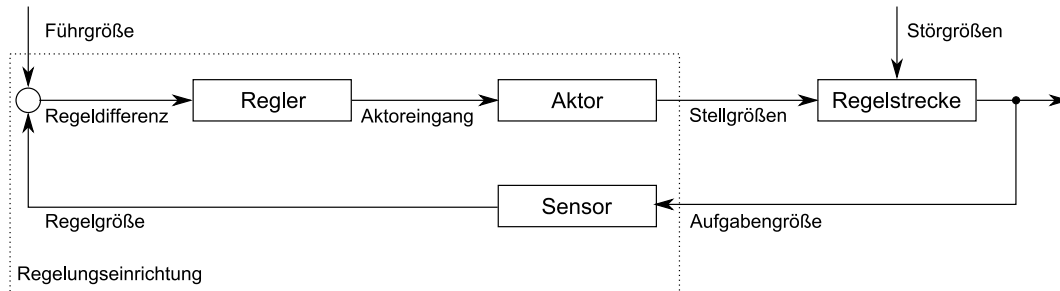 Führgröße
Störgrößen
Regler
Aktor
Regelstrecke
Regeldifferenz
Aktoreingang
Stellgrößen
Sensor
Regelgröße
Aufgabengröße
Regelungseinrichtung